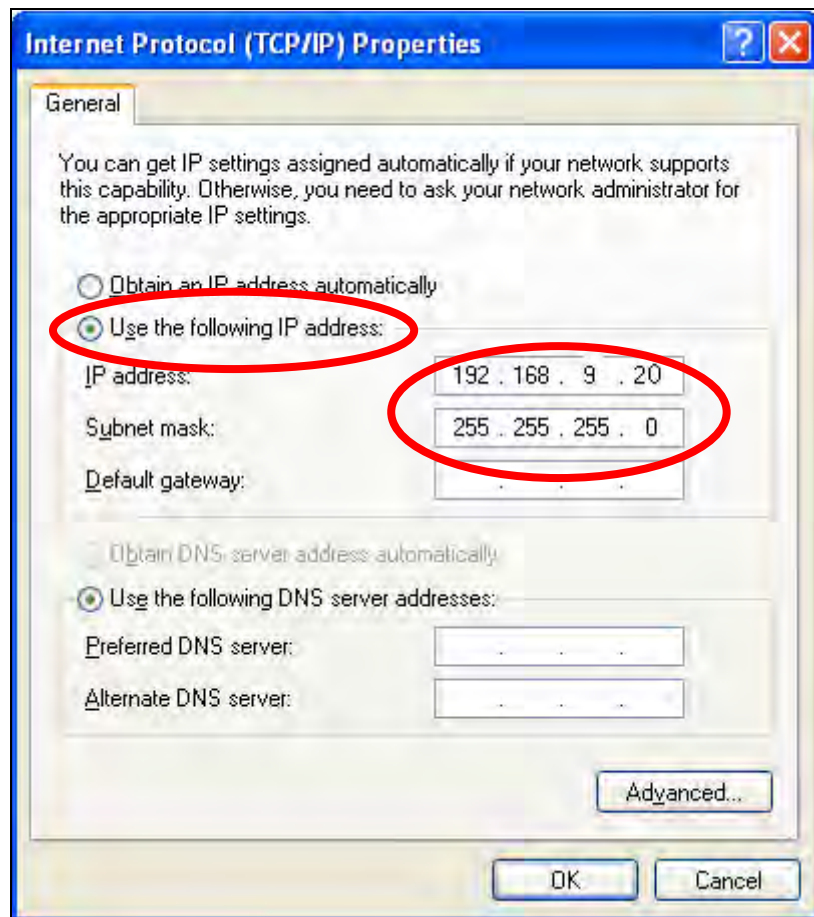 Internet Protocol (TCP/IP) Properties
General
You can get IP settings assigned automatically if your network supports
this capability. Otherwise, you need to ask your network administrator for
the appropriate IP settings.
Obtain an IP address automatically
Use the following IP address:
IP address: 192 . 168 . 9 . 20
Subnet mask: 255 . 255 . 255 . 0
Default gateway: . . .
Obtain DNS server address automatically
Use the following DNS server addresses:
Preferred DNS server: . . .
Alternate DNS server: . . .
Advanced...
OK Cancel